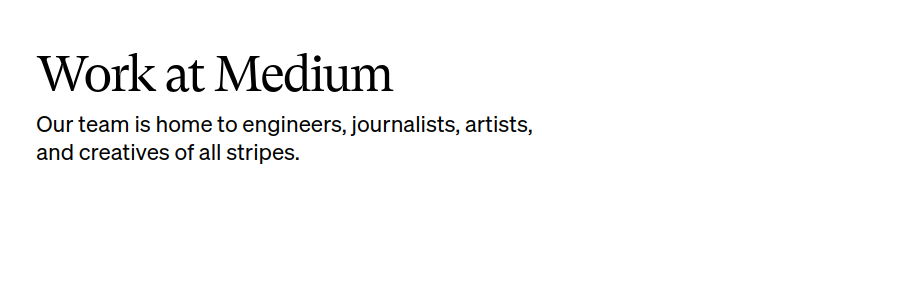 Work at Medium
Our team is home to engineers, journalists, artists,
and creatives of all stripes.